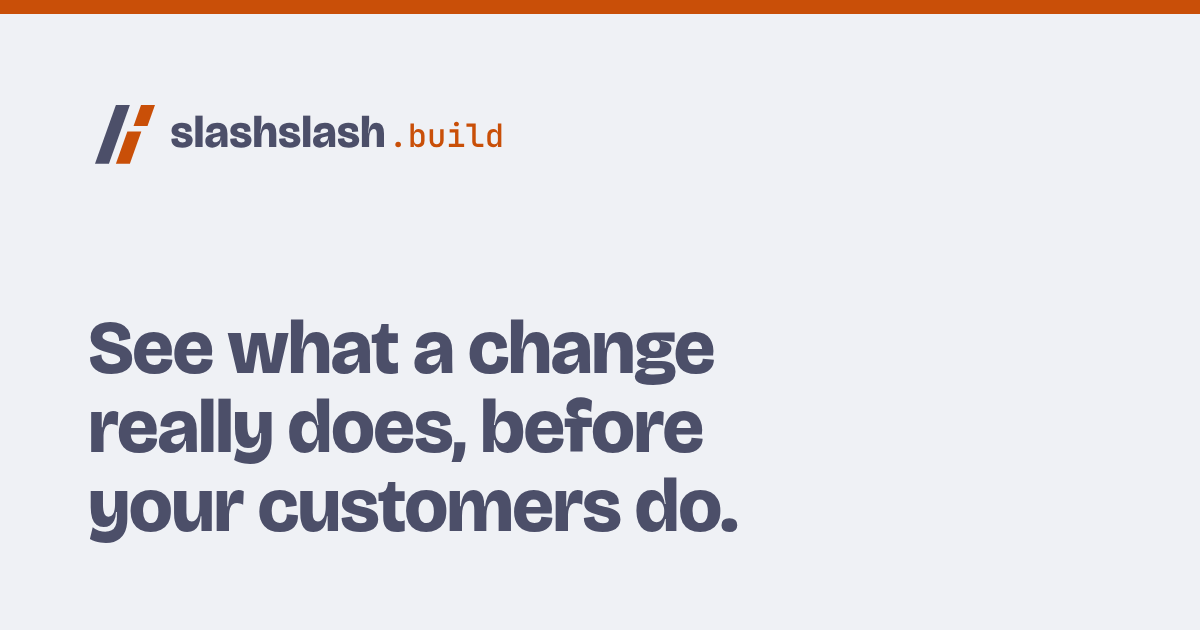 slashslash.build
See what a change
really does, before
your customers do.